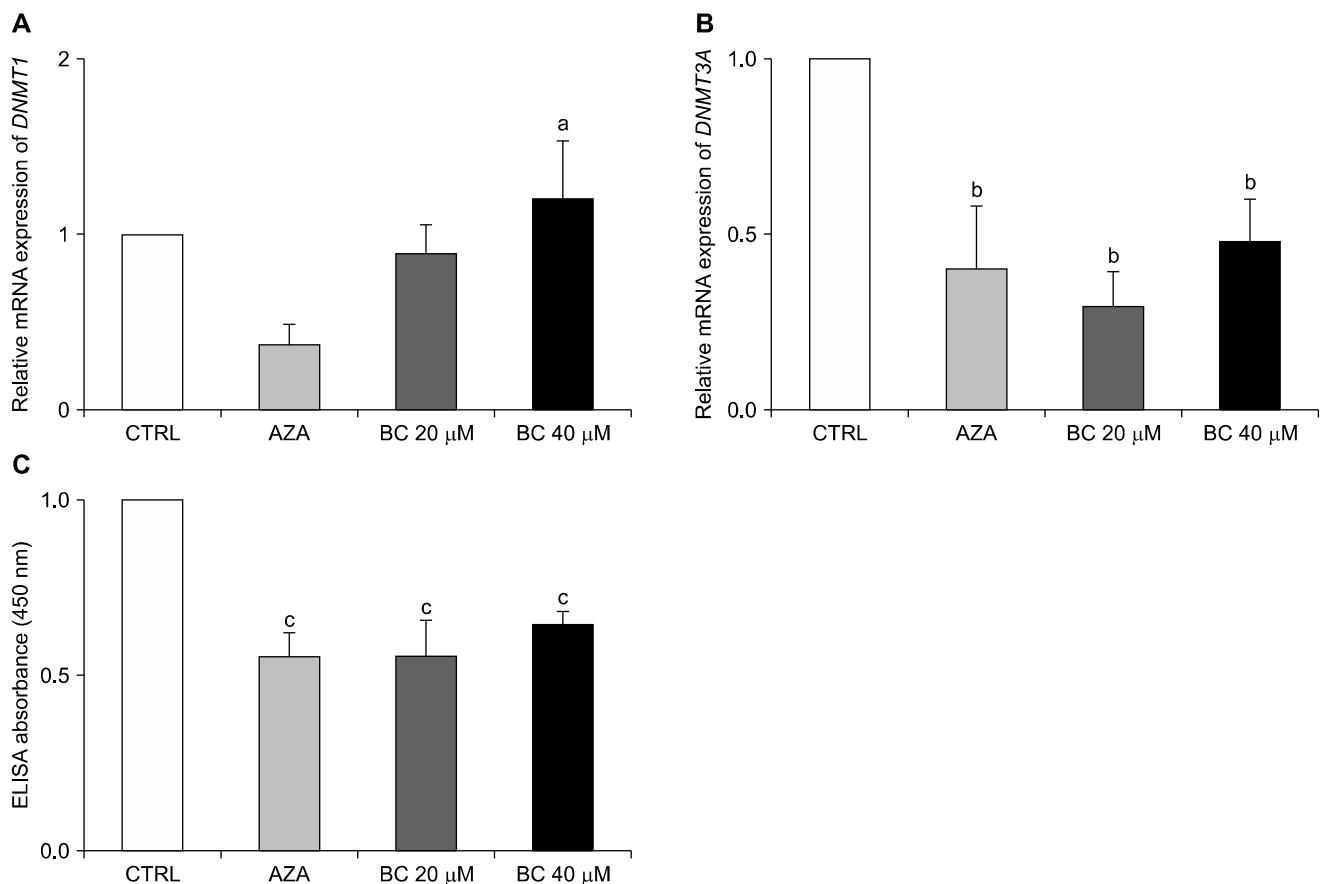 A
Relative mRNA expression of DNMT1
2
1
0
a
CTRL AZA BC 20 μM BC 40 μM
B
Relative mRNA expression of DNMT3A
1.0
0.5
0.0
b b b
CTRL AZA BC 20 μM BC 40 μM
C
ELISA absorbance (450 nm)
1.0
0.5
0.0
c c c
CTRL AZA BC 20 μM BC 40 μM